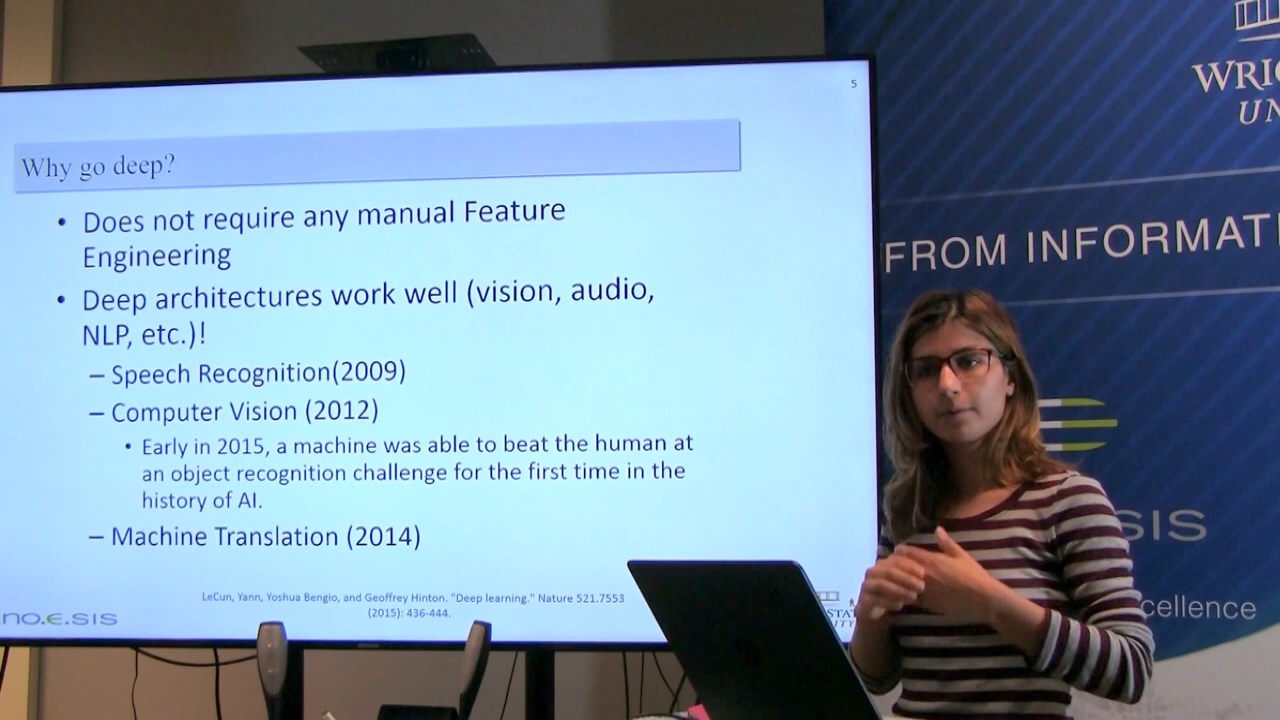 5
Why go deep?
• Does not require any manual Feature
Engineering
• Deep architectures work well (vision, audio,
NLP, etc.)!
– Speech Recognition(2009)
– Computer Vision (2012)
• Early in 2015, a machine was able to beat the human at
an object recognition challenge for the first time in the
history of AI.
– Machine Translation (2014)
LeCun, Yann, Yoshua Bengio, and Geoffrey Hinton. "Deep learning." Nature 521.7553
(2015): 436-444.
no.e.sis
STAT
ITY
WRIG
UN
FROM INFORMAT
SIS
cellence